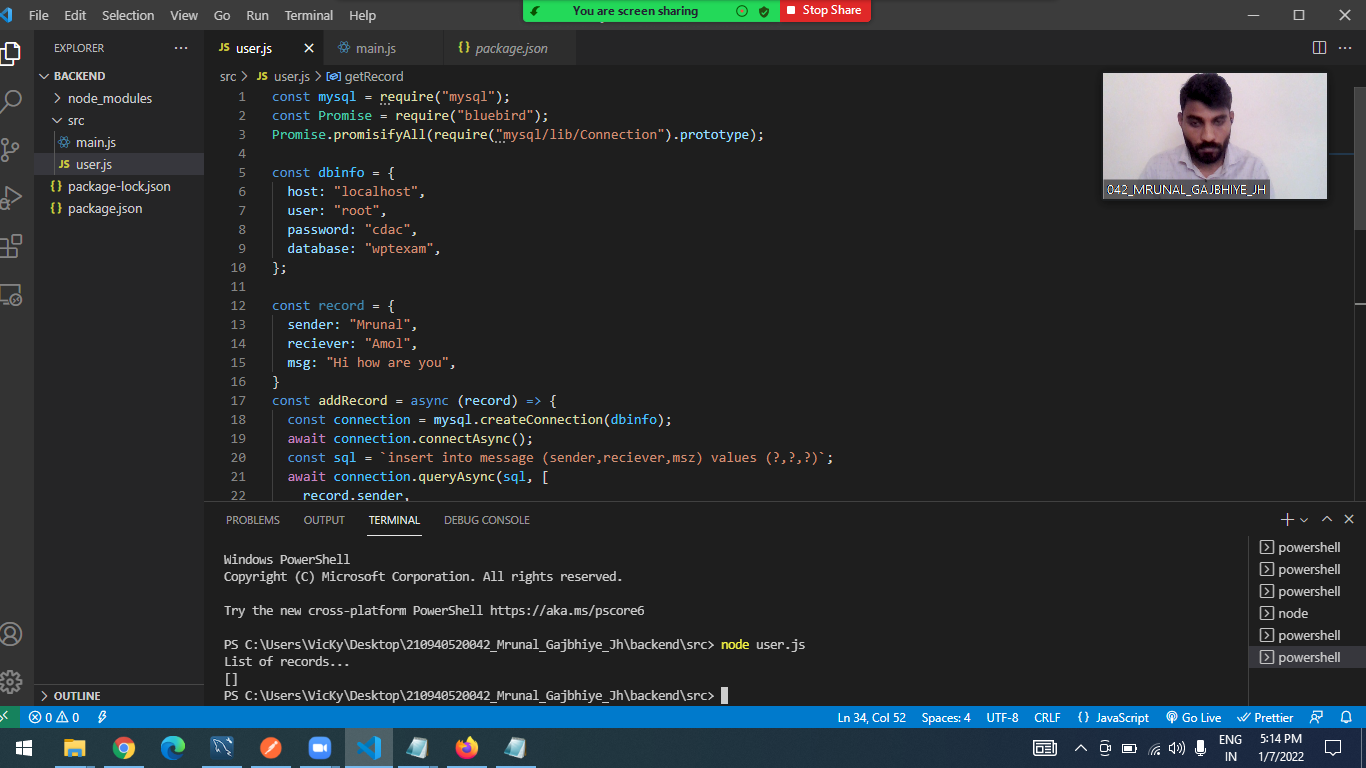 File Edit Selection View Go Run Terminal Help
You are screen sharing
Stop Share
EXPLORER
BACKEND
node_modules
src
main.js
JS user.js
{} package-lock.json
{} package.json
OUTLINE
JS user.js
main.js
{} package.json
src > JS user.js > getRecord
1 const mysql = require("mysql");
2 const Promise = require("bluebird");
3 Promise.promisifyAll(require("mysql/lib/Connection").prototype);
4
5 const dbinfo = {
6 host: "localhost",
7 user: "root",
8 password: "cdac",
9 database: "wptexam",
10 };
11
12 const record = {
13 sender: "Mrunal",
14 reciever: "Amol",
15 msg: "Hi how are you",
16 }
17 const addRecord = async (record) => {
18 const connection = mysql.createConnection(dbinfo);
19 await connection.connectAsync();
20 const sql = `insert into message (sender,reciever,msz) values (?,?,?)`;
21 await connection.queryAsync(sql, [
22 record.sender,
042_MRUNAL_GAJBHIYE_JH
PROBLEMS OUTPUT TERMINAL DEBUG CONSOLE
Windows PowerShell
Copyright (C) Microsoft Corporation. All rights reserved.
Try the new cross-platform PowerShell https://aka.ms/pscore6
PS C:\Users\VicKy\Desktop\210940520042_Mrunal_Gajbhiye_Jh\backend\src> node user.js
List of records...
[]
PS C:\Users\VicKy\Desktop\210940520042_Mrunal_Gajbhiye_Jh\backend\src>
powershell
powershell
powershell
node
powershell
powershell
0 0
Ln 34, Col 52 Spaces: 4 UTF-8 CRLF {} JavaScript Go Live Prettier
ENG
IN
5:14 PM
1/7/2022